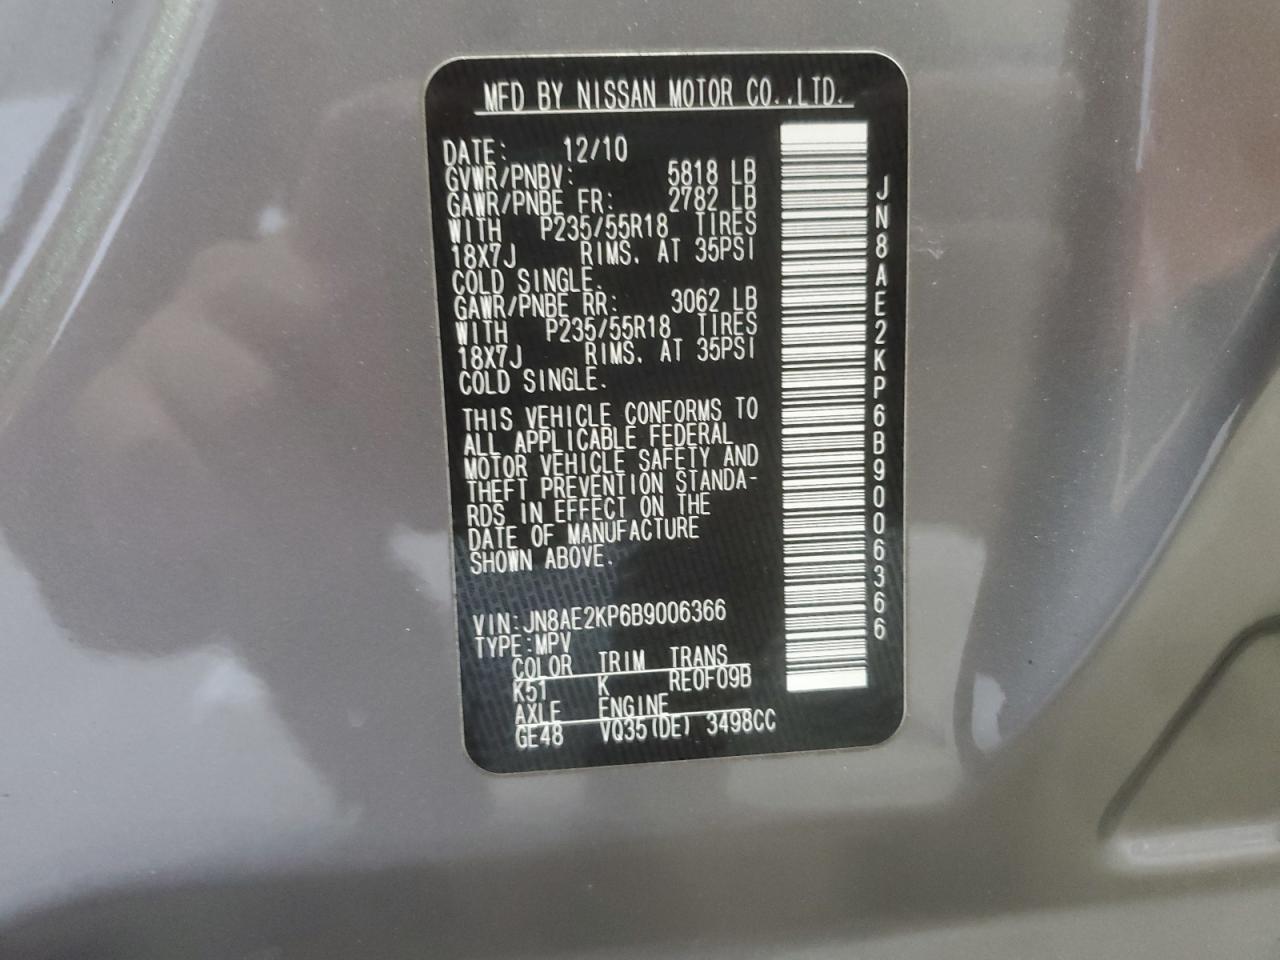 MFD BY NISSAN MOTOR CO.,LTD.
DATE: 12/10
GVWR/PNBV: 5818 LB
GAWR/PNBE FR: 2782 LB
WITH P235/55R18 TIRES
18X7J RIMS. AT 35PSI
COLD SINGLE.
GAWR/PNBE RR: 3062 LB
WITH P235/55R18 TIRES
18X7J RIMS. AT 35PSI
COLD SINGLE.
THIS VEHICLE CONFORMS TO
ALL APPLICABLE FEDERAL
MOTOR VEHICLE SAFETY AND
THEFT PREVENTION STANDA-
RDS IN EFFECT ON THE
DATE OF MANUFACTURE
SHOWN ABOVE.
VIN:JN8AE2KP6B9006366
TYPE:MPV
COLOR TRIM TRANS
K51 K RE0F09B
AXLE ENGINE
GE48 VQ35(DE) 3498CC
JN8AE2KP6B9006366